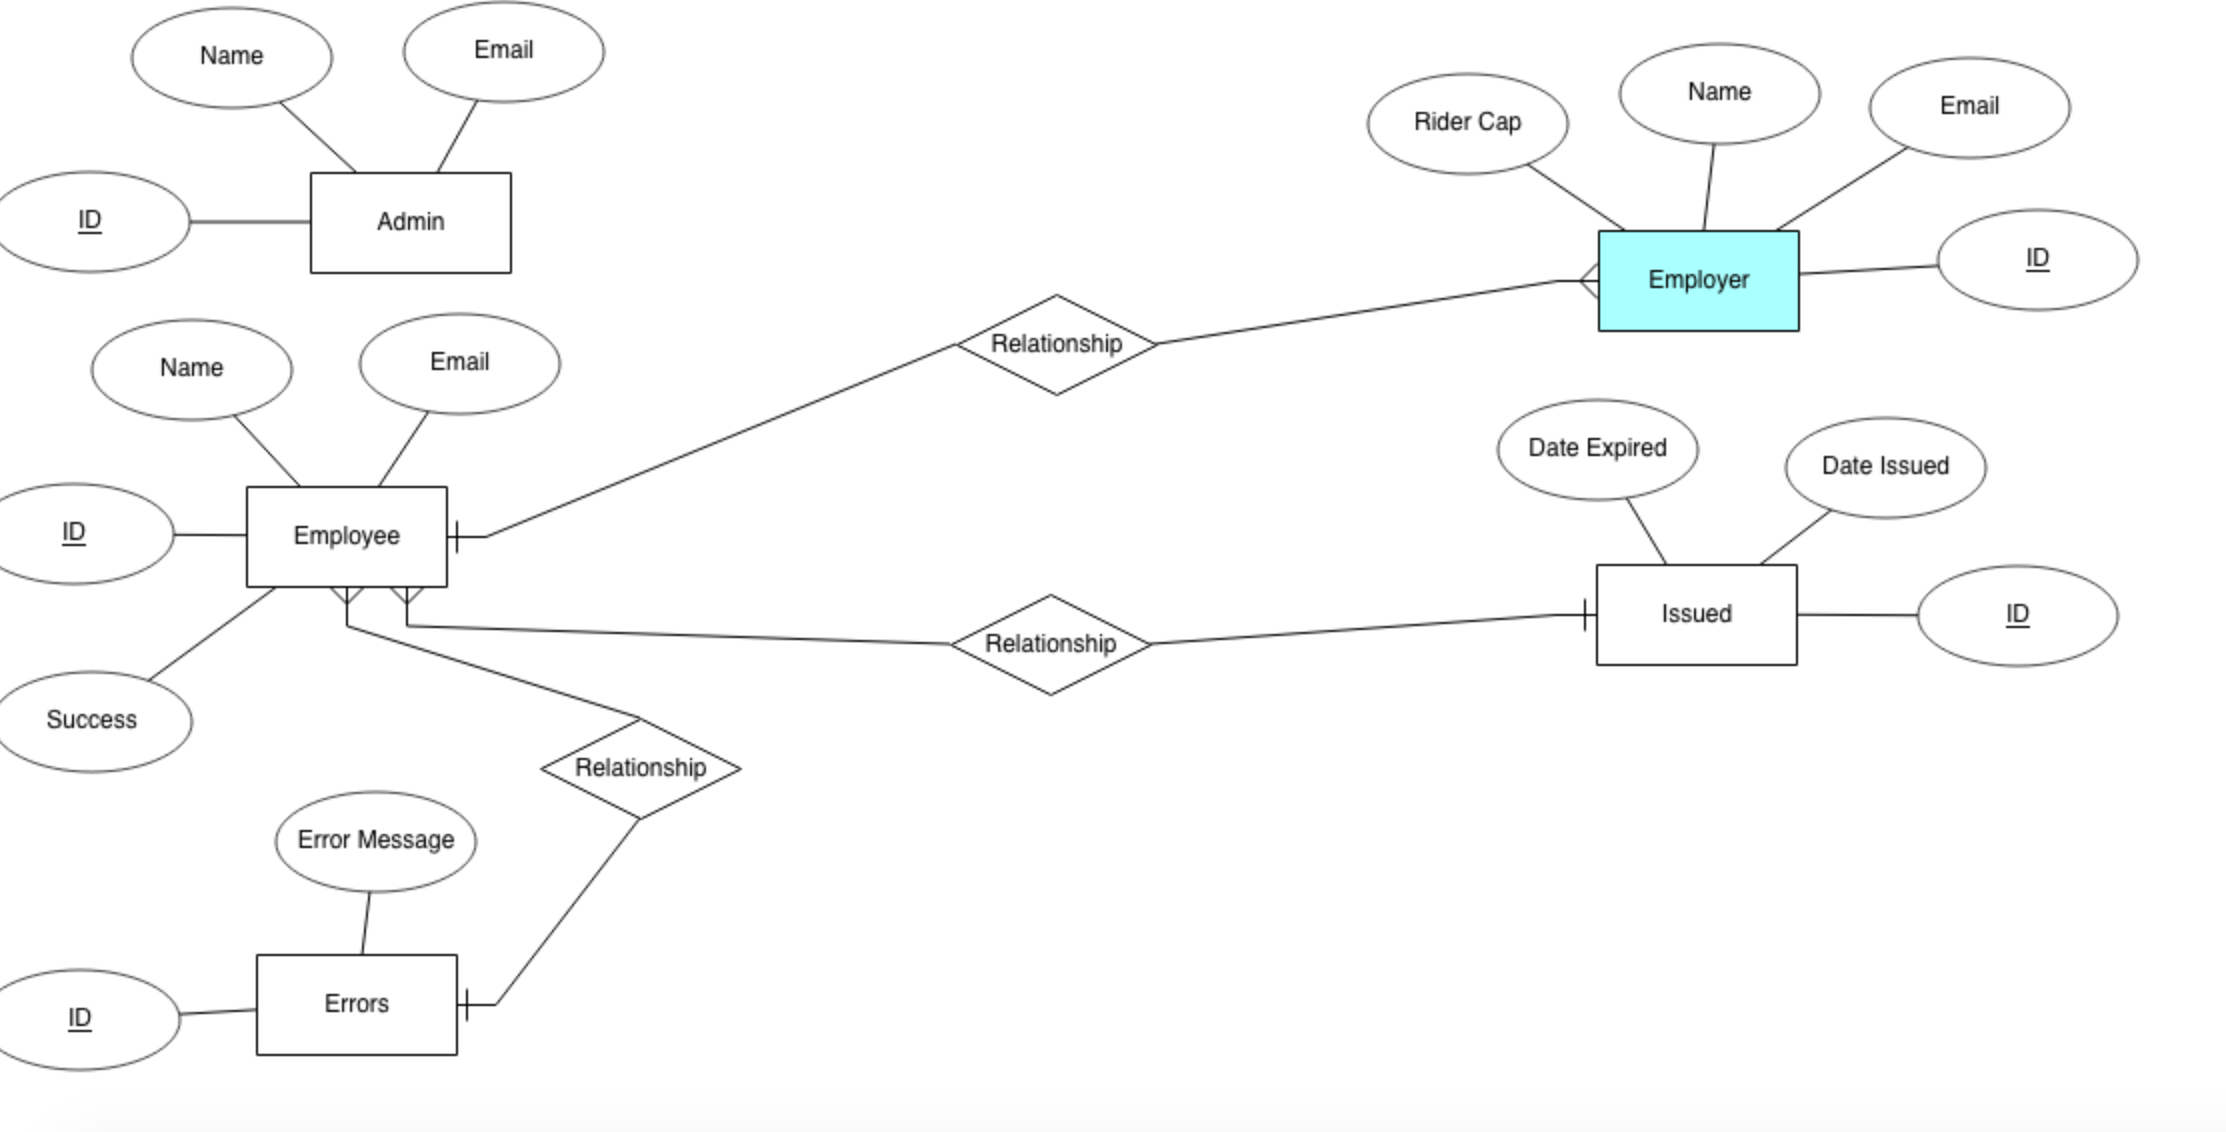 Name
Email
ID
Admin
Rider Cap
Name
Email
ID
Employer
Relationship
Name
Email
ID
Employee
Success
Date Expired
Date Issued
Issued
ID
Relationship
Relationship
Error Message
ID
Errors